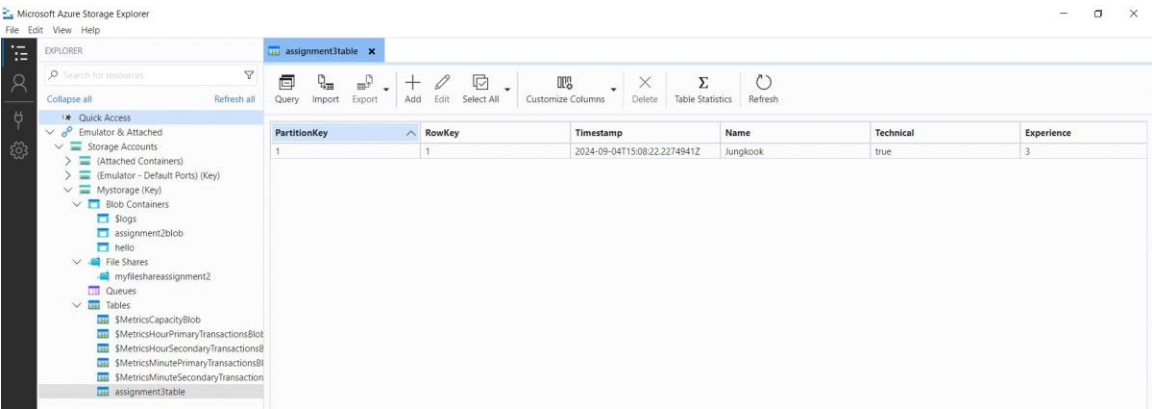 Microsoft Azure Storage Explorer
File Edit View Help
EXPLORER
Search for resources
Collapse all Refresh all
Quick Access
Emulator & Attached
Storage Accounts
(Attached Containers)
(Emulator - Default Ports) (Key)
Mystorage (Key)
Blob Containers
$logs
assignment2blob
hello
File Shares
myfileshareassignment2
Queues
Tables
$MetricsCapacityBlob
$MetricsHourPrimaryTransactionsBlob
$MetricsHourSecondaryTransactionsB
$MetricsMinutePrimaryTransactionsBl
$MetricsMinuteSecondaryTransaction
assignment3table
assignment3table
Query Import Export Add Edit Select All Customize Columns Delete Table Statistics Refresh
PartitionKey RowKey Timestamp Name Technical Experience
1 1 2024-09-04T15:08:22.2274941Z Jungkook true 3